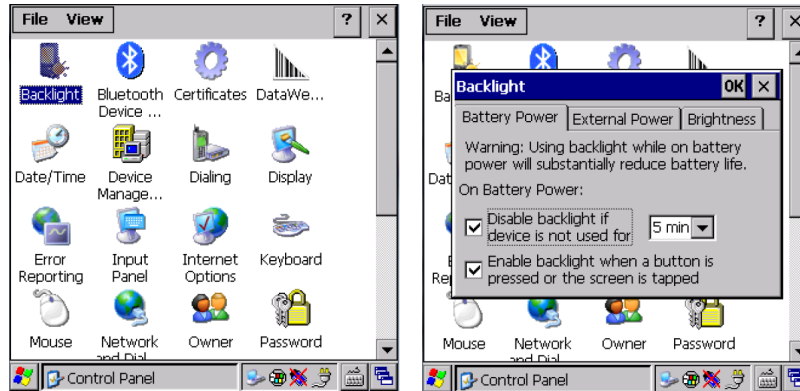 File View ? ×
Backlight Bluetooth Device ... Certificates DataWe...
Date/Time Device Manage... Dialing Display
Error Reporting Input Panel Internet Options Keyboard
Mouse Network and Dial Owner Password
Control Panel
File View ? ×
Backlight OK ×
Battery Power External Power Brightness
Warning: Using backlight while on battery
power will substantially reduce battery life.
On Battery Power:
Disable backlight if
device is not used for 5 min
Enable backlight when a button is
pressed or the screen is tapped
Mouse Network and Dial Owner Password
Control Panel